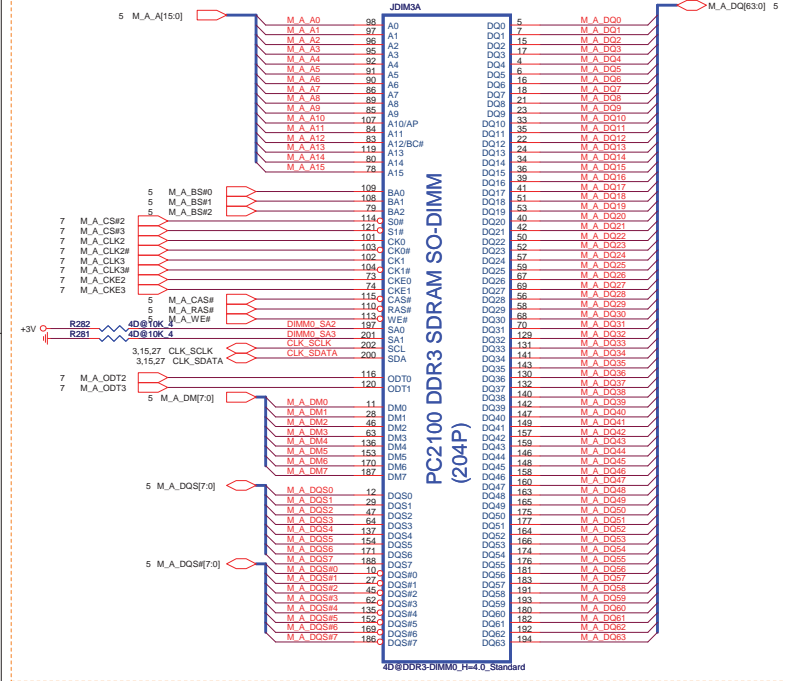 JDIM3A
5 M_A_A[15:0]
M_A_DQ[63:0] 5
M_A_A0 98 A0
M_A_A1 97 A1
M_A_A2 96 A2
M_A_A3 95 A3
M_A_A4 92 A4
M_A_A5 91 A5
M_A_A6 90 A6
M_A_A7 86 A7
M_A_A8 89 A8
M_A_A9 85 A9
M_A_A10 107 A10/AP
M_A_A11 84 A11
M_A_A12 83 A12/BC#
M_A_A13 119 A13
M_A_A14 80 A14
M_A_A15 78 A15
5 M_A_BS#0 109 BA0
5 M_A_BS#1 108 BA1
5 M_A_BS#2 79 BA2
7 M_A_CS#2 114 S0#
7 M_A_CS#3 121 S1#
7 M_A_CLK2 101 CK0
7 M_A_CLK2# 103 CK0#
7 M_A_CLK3 102 CK1
7 M_A_CLK3# 104 CK1#
7 M_A_CKE2 73 CKE0
7 M_A_CKE3 74 CKE1
5 M_A_CAS# 115 CAS#
5 M_A_RAS# 110 RAS#
5 M_A_WE# 113 WE#
+3V R282 4D@10K_4 DIMM0_SA2 197 SA0
R281 4D@10K_4 DIMM0_SA3 201 SA1
3,15,27 CLK_SCLK CLK_SCLK 202 SCL
3,15,27 CLK_SDATA CLK_SDATA 200 SDA
7 M_A_ODT2 116 ODT0
7 M_A_ODT3 120 ODT1
5 M_A_DM[7:0]
M_A_DM0 11 DM0
M_A_DM1 28 DM1
M_A_DM2 46 DM2
M_A_DM3 63 DM3
M_A_DM4 136 DM4
M_A_DM5 153 DM5
M_A_DM6 170 DM6
M_A_DM7 187 DM7
5 M_A_DQS[7:0]
M_A_DQS0 12 DQS0
M_A_DQS1 29 DQS1
M_A_DQS2 47 DQS2
M_A_DQS3 64 DQS3
M_A_DQS4 137 DQS4
M_A_DQS5 154 DQS5
M_A_DQS6 171 DQS6
M_A_DQS7 188 DQS7
5 M_A_DQS#[7:0]
M_A_DQS#0 10 DQS#0
M_A_DQS#1 27 DQS#1
M_A_DQS#2 45 DQS#2
M_A_DQS#3 62 DQS#3
M_A_DQS#4 135 DQS#4
M_A_DQS#5 152 DQS#5
M_A_DQS#6 169 DQS#6
M_A_DQS#7 186 DQS#7
PC2100 DDR3 SDRAM SO-DIMM
(204P)
DQ0 5 M_A_DQ0
DQ1 7 M_A_DQ1
DQ2 15 M_A_DQ2
DQ3 17 M_A_DQ3
DQ4 4 M_A_DQ4
DQ5 6 M_A_DQ5
DQ6 16 M_A_DQ6
DQ7 18 M_A_DQ7
DQ8 21 M_A_DQ8
DQ9 23 M_A_DQ9
DQ10 33 M_A_DQ10
DQ11 35 M_A_DQ11
DQ12 22 M_A_DQ12
DQ13 24 M_A_DQ13
DQ14 34 M_A_DQ14
DQ15 36 M_A_DQ15
DQ16 39 M_A_DQ16
DQ17 41 M_A_DQ17
DQ18 51 M_A_DQ18
DQ19 53 M_A_DQ19
DQ20 40 M_A_DQ20
DQ21 42 M_A_DQ21
DQ22 50 M_A_DQ22
DQ23 52 M_A_DQ23
DQ24 57 M_A_DQ24
DQ25 59 M_A_DQ25
DQ26 67 M_A_DQ26
DQ27 69 M_A_DQ27
DQ28 56 M_A_DQ28
DQ29 58 M_A_DQ29
DQ30 68 M_A_DQ30
DQ31 70 M_A_DQ31
DQ32 129 M_A_DQ32
DQ33 131 M_A_DQ33
DQ34 141 M_A_DQ34
DQ35 143 M_A_DQ35
DQ36 130 M_A_DQ36
DQ37 132 M_A_DQ37
DQ38 140 M_A_DQ38
DQ39 142 M_A_DQ39
DQ40 147 M_A_DQ40
DQ41 149 M_A_DQ41
DQ42 157 M_A_DQ42
DQ43 159 M_A_DQ43
DQ44 146 M_A_DQ44
DQ45 148 M_A_DQ45
DQ46 158 M_A_DQ46
DQ47 160 M_A_DQ47
DQ48 163 M_A_DQ48
DQ49 165 M_A_DQ49
DQ50 175 M_A_DQ50
DQ51 177 M_A_DQ51
DQ52 164 M_A_DQ52
DQ53 166 M_A_DQ53
DQ54 174 M_A_DQ54
DQ55 176 M_A_DQ55
DQ56 181 M_A_DQ56
DQ57 183 M_A_DQ57
DQ58 191 M_A_DQ58
DQ59 193 M_A_DQ59
DQ60 180 M_A_DQ60
DQ61 182 M_A_DQ61
DQ62 192 M_A_DQ62
DQ63 194 M_A_DQ63
4D@DDR3-DIMM0_H=4.0_Standard